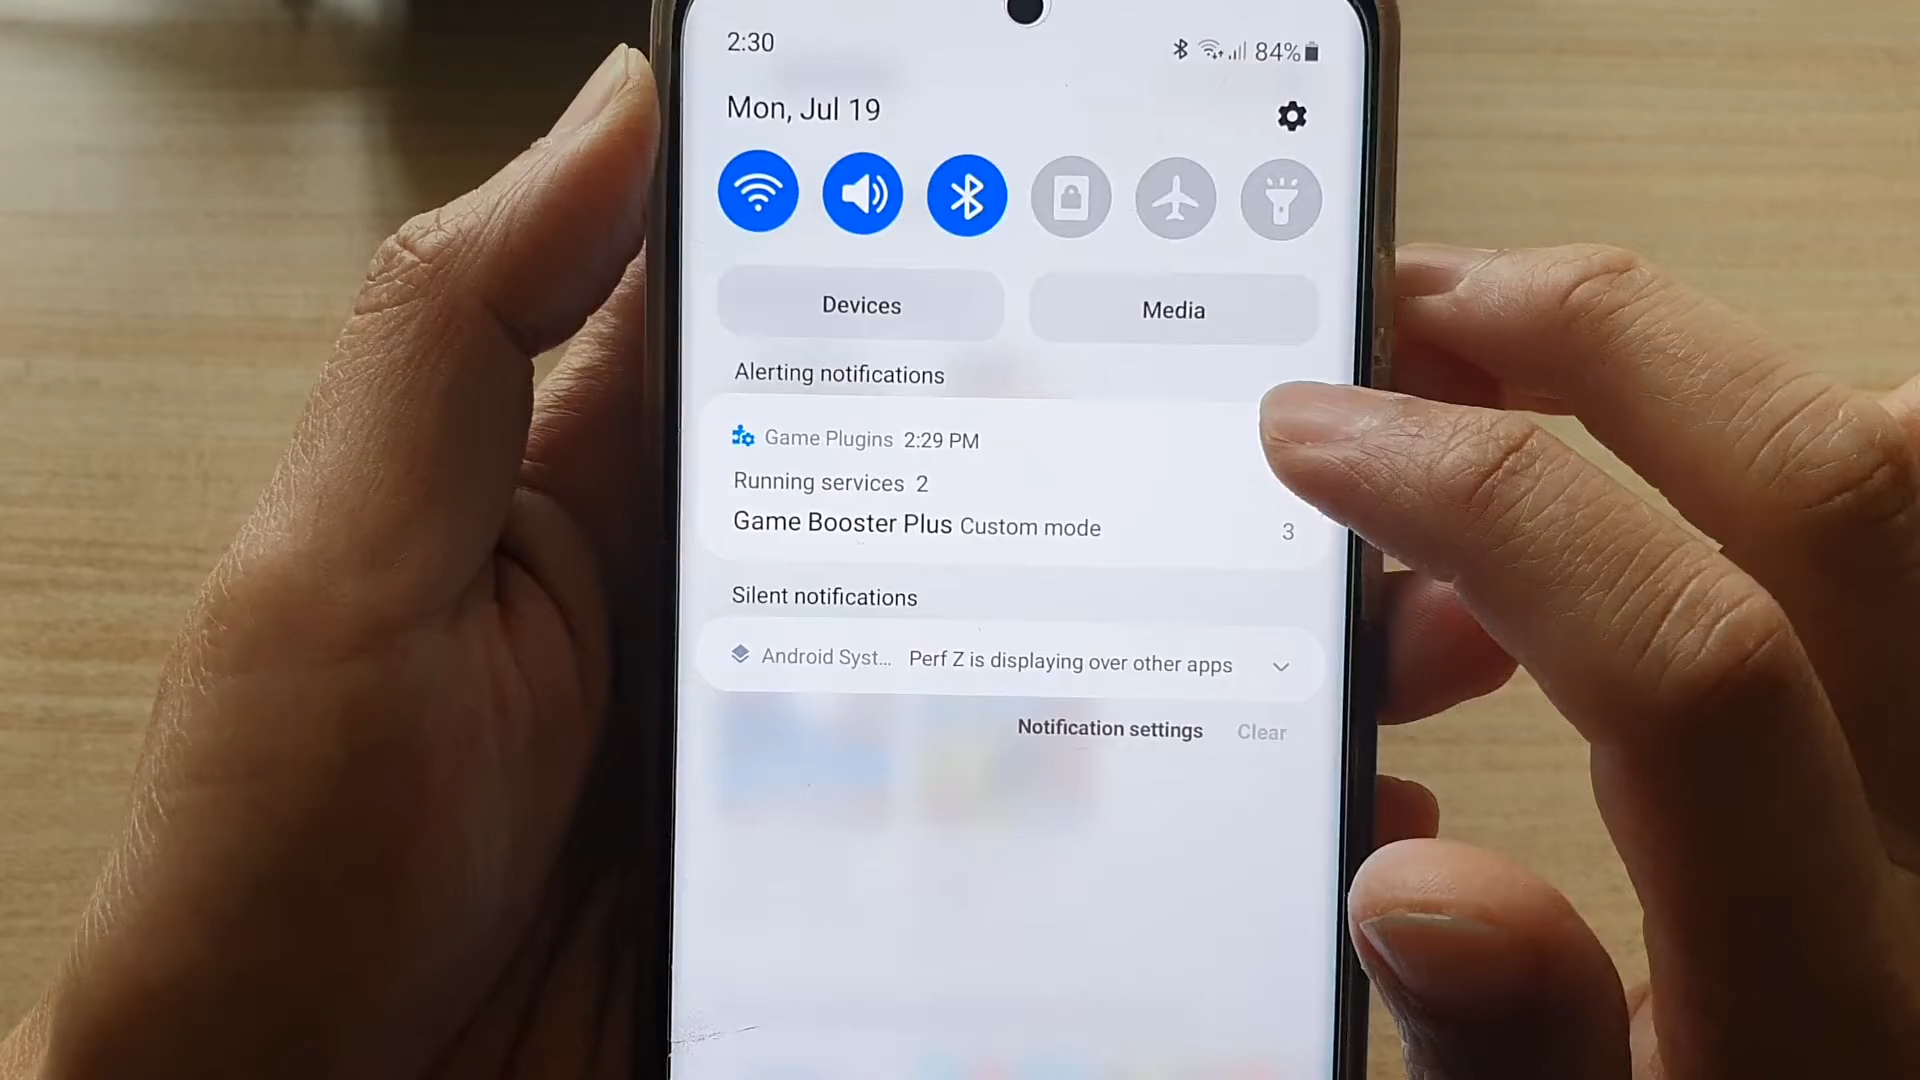 2:30
84%
Mon, Jul 19
Devices
Media
Alerting notifications
Game Plugins 2:29 PM
Running services 2
Game Booster Plus Custom mode
3
Silent notifications
Android Syst... Perf Z is displaying over other apps
Notification settings Clear